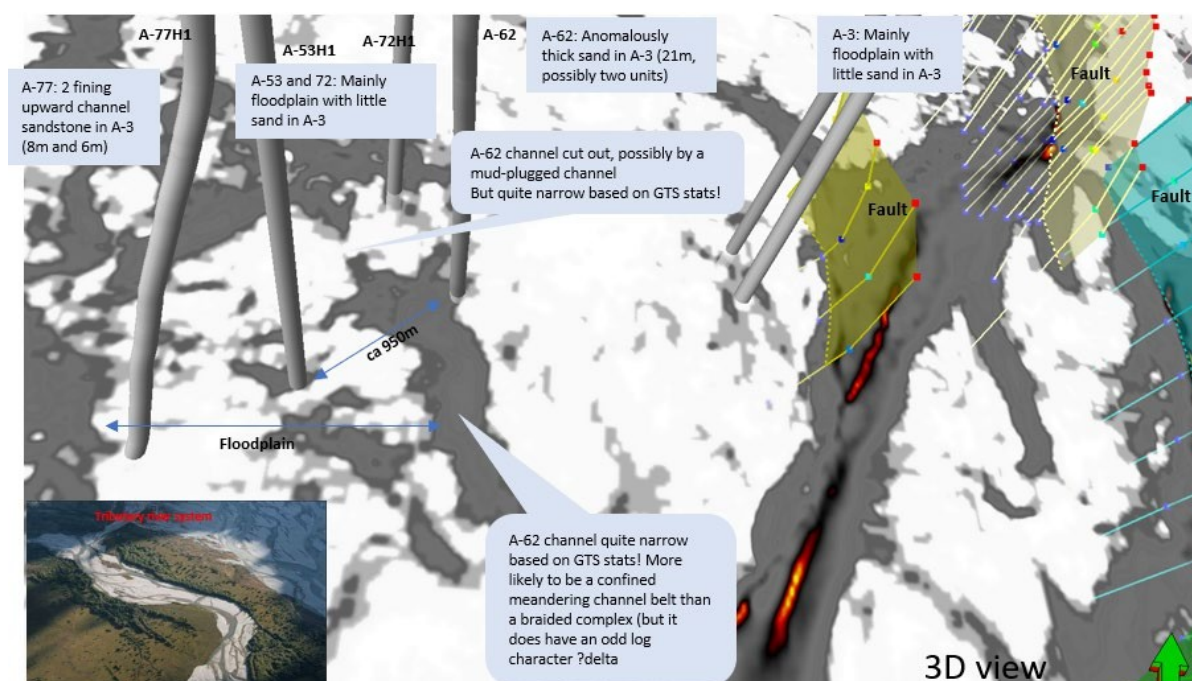 A-77H1
A-53H1
A-72H1
A-62
A-77: 2 fining
upward channel
sandstone in A-3
(8m and 6m)
A-53 and 72: Mainly
floodplain with little
sand in A-3
A-62: Anomalously
thick sand in A-3 (21m,
possibly two units)
A-3: Mainly
floodplain with
little sand in A-3
A-62 channel cut out, possibly by a
mud-plugged channel
But quite narrow based on GTS stats!
Fault
Fault
Fault
ca 950m
Floodplain
Tributary river system
A-62 channel quite narrow
based on GTS stats! More
likely to be a confined
meandering channel belt than
a braided complex (but it
does have an odd log
character ?delta
3D view